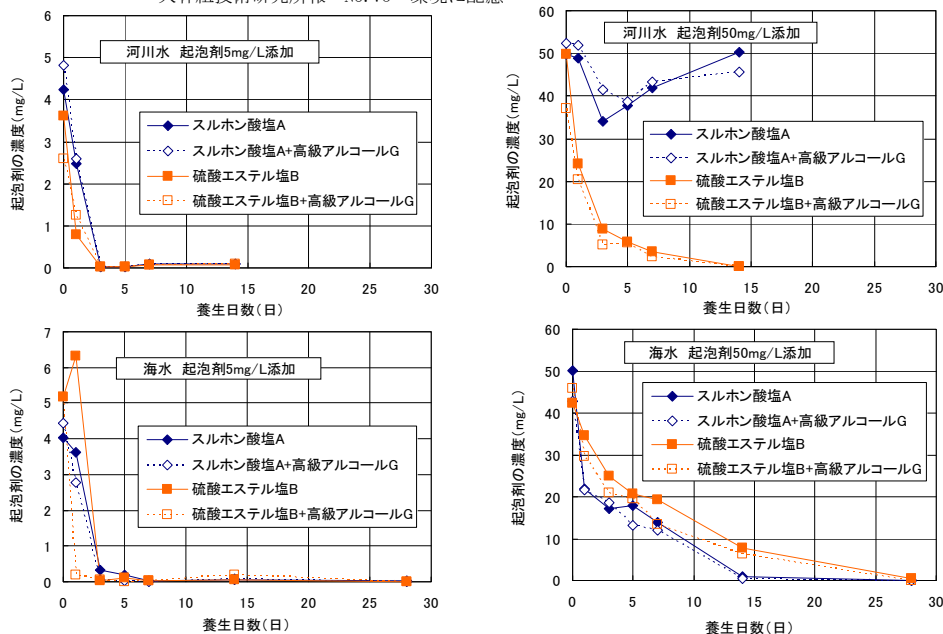 河川水 起泡剤5mg/L添加
起泡剤の濃度(mg/L)
6
5
4
3
2
1
0
スルホン酸塩A
スルホン酸塩A+高級アルコールG
硫酸エステル塩B
硫酸エステル塩B+高級アルコールG
0 5 10 15 20 25 30
養生日数(日)
河川水 起泡剤50mg/L添加
起泡剤の濃度(mg/L)
60
50
40
30
20
10
0
スルホン酸塩A
スルホン酸塩A+高級アルコールG
硫酸エステル塩B
硫酸エステル塩B+高級アルコールG
0 5 10 15 20 25 30
養生日数(日)
海水 起泡剤5mg/L添加
起泡剤の濃度(mg/L)
7
6
5
4
3
2
1
0
スルホン酸塩A
スルホン酸塩A+高級アルコールG
硫酸エステル塩B
硫酸エステル塩B+高級アルコールG
0 5 10 15 20 25 30
養生日数(日)
海水 起泡剤50mg/L添加
起泡剤の濃度(mg/L)
60
50
40
30
20
10
0
スルホン酸塩A
スルホン酸塩A+高級アルコールG
硫酸エステル塩B
硫酸エステル塩B+高級アルコールG
0 5 10 15 20 25 30
養生日数(日)